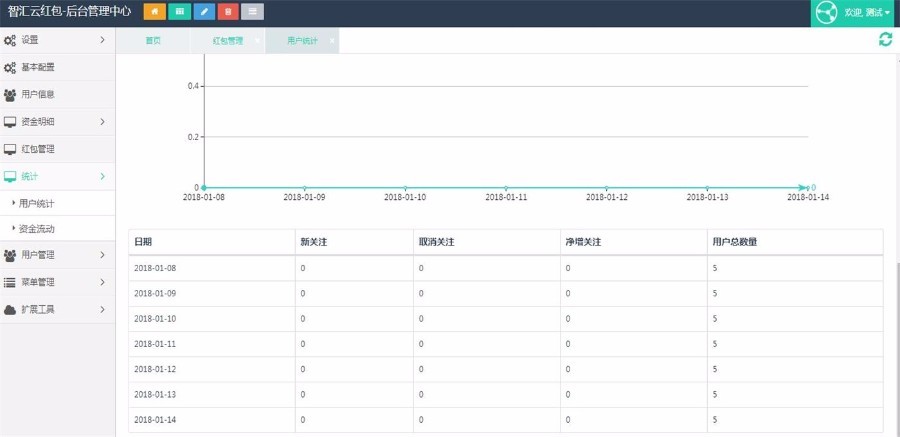 智汇云红包-后台管理中心
欢迎, 测试
设置
基本配置
用户信息
资金明细
红包管理
统计
用户统计
资金流动
用户管理
菜单管理
扩展工具
首页 红包管理 × 用户统计 ×
0.4
0.2
0 0
2018-01-08 2018-01-09 2018-01-10 2018-01-11 2018-01-12 2018-01-13 2018-01-14
日期 新关注 取消关注 净增关注 用户总数量
2018-01-08 0 0 0 5
2018-01-09 0 0 0 5
2018-01-10 0 0 0 5
2018-01-11 0 0 0 5
2018-01-12 0 0 0 5
2018-01-13 0 0 0 5
2018-01-14 0 0 0 5